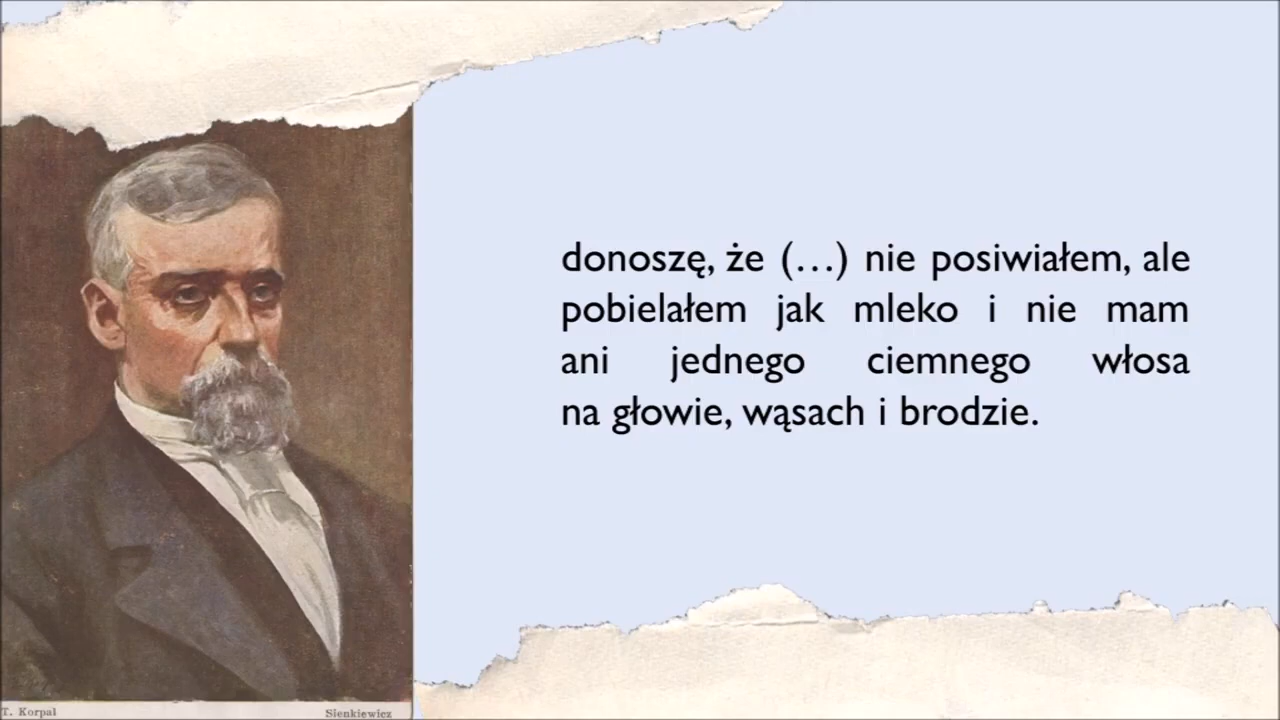 donoszę, że (…) nie posiwiałem, ale
pobielałem jak mleko i nie mam
ani jednego ciemnego włosa
na głowie, wąsach i brodzie.
T. Korpal
Sienkiewicz